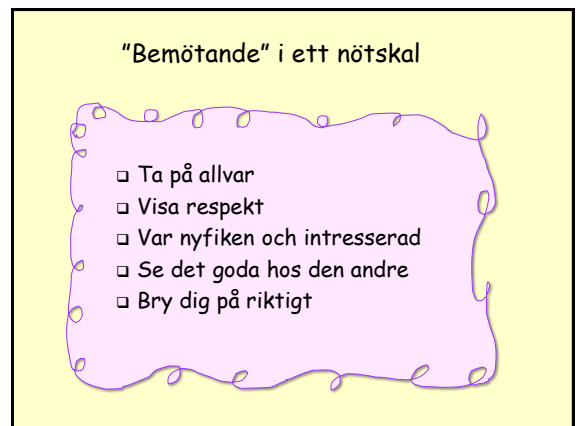 ”Bemötande” i ett nötskal
❑ Ta på allvar
❑ Visa respekt
❑ Var nyfiken och intresserad
❑ Se det goda hos den andre
❑ Bry dig på riktigt